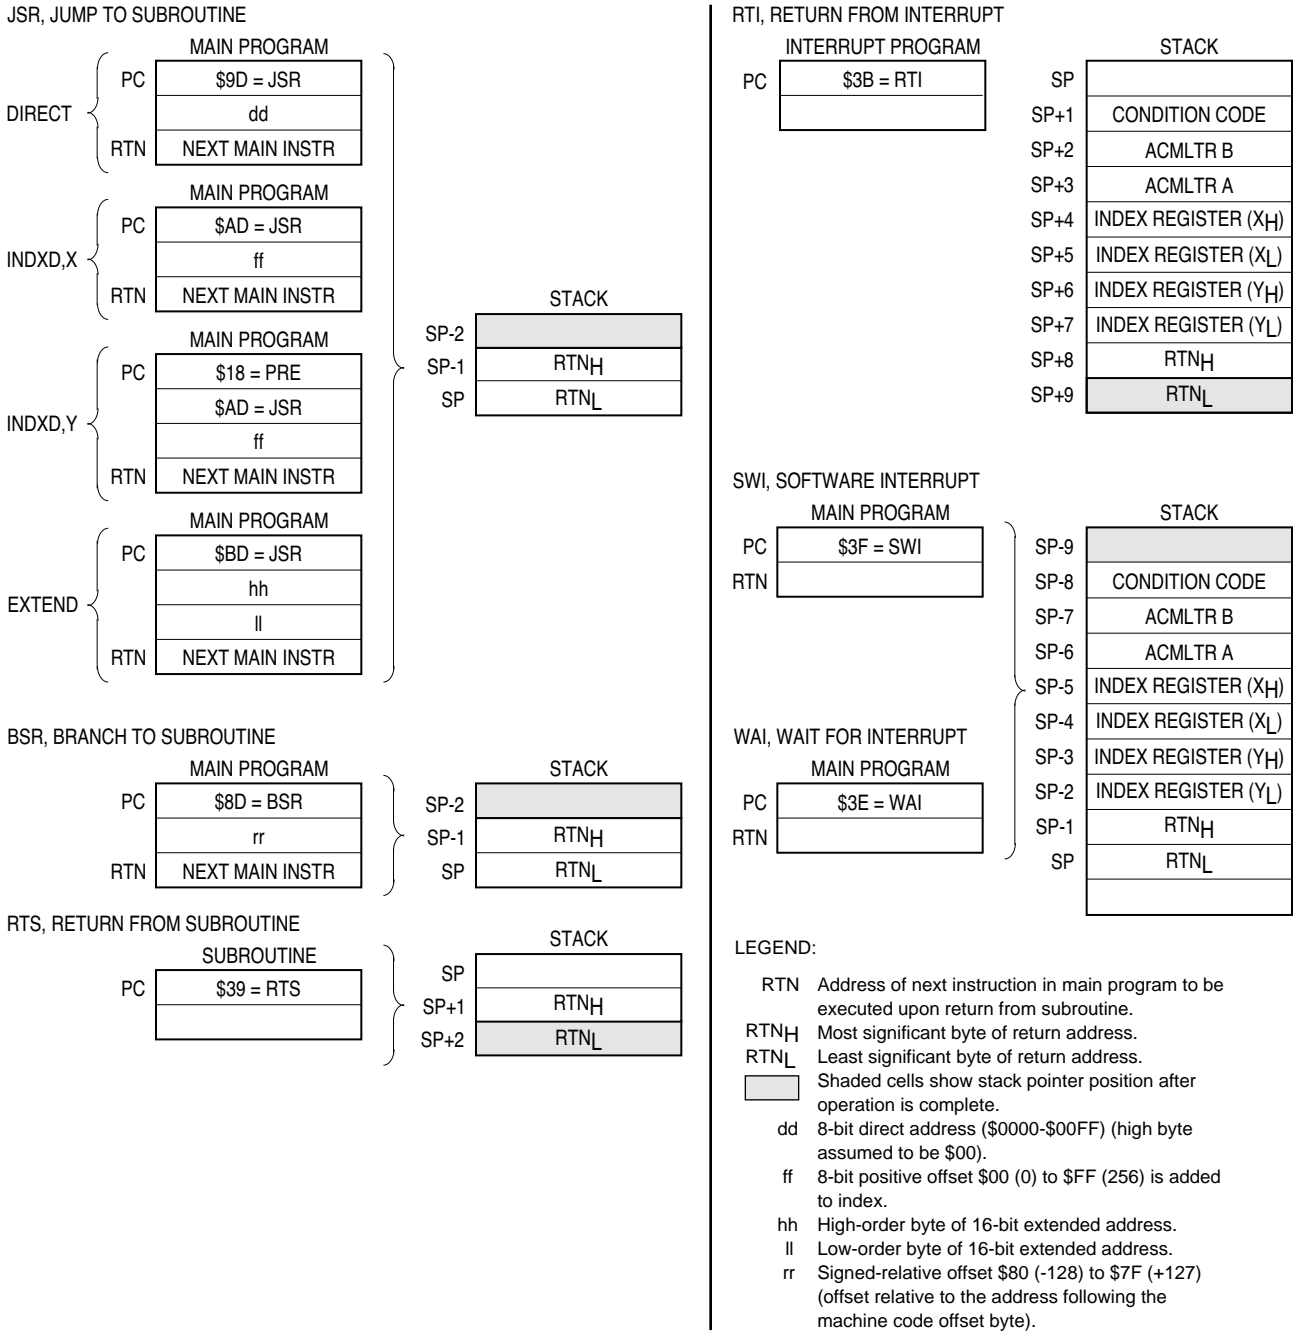 JSR, JUMP TO SUBROUTINE
MAIN PROGRAM
DIRECT
PC $9D = JSR
dd
RTN NEXT MAIN INSTR
MAIN PROGRAM
INDXD,X
PC $AD = JSR
ff
RTN NEXT MAIN INSTR
MAIN PROGRAM
INDXD,Y
PC $18 = PRE
$AD = JSR
ff
RTN NEXT MAIN INSTR
MAIN PROGRAM
EXTEND
PC $BD = JSR
hh
ll
RTN NEXT MAIN INSTR
STACK
SP-2
SP-1 RTNH
SP RTNL
BSR, BRANCH TO SUBROUTINE
MAIN PROGRAM
PC $8D = BSR
rr
RTN NEXT MAIN INSTR
STACK
SP-2
SP-1 RTNH
SP RTNL
RTS, RETURN FROM SUBROUTINE
SUBROUTINE
PC $39 = RTS
STACK
SP
SP+1 RTNH
SP+2 RTNL
RTI, RETURN FROM INTERRUPT
INTERRUPT PROGRAM
PC $3B = RTI
STACK
SP
SP+1 CONDITION CODE
SP+2 ACMLTR B
SP+3 ACMLTR A
SP+4 INDEX REGISTER (XH)
SP+5 INDEX REGISTER (XL)
SP+6 INDEX REGISTER (YH)
SP+7 INDEX REGISTER (YL)
SP+8 RTNH
SP+9 RTNL
SWI, SOFTWARE INTERRUPT
MAIN PROGRAM
PC $3F = SWI
RTN
WAI, WAIT FOR INTERRUPT
MAIN PROGRAM
PC $3E = WAI
RTN
STACK
SP-9
SP-8 CONDITION CODE
SP-7 ACMLTR B
SP-6 ACMLTR A
SP-5 INDEX REGISTER (XH)
SP-4 INDEX REGISTER (XL)
SP-3 INDEX REGISTER (YH)
SP-2 INDEX REGISTER (YL)
SP-1 RTNH
SP RTNL
LEGEND:
RTN Address of next instruction in main program to be
executed upon return from subroutine.
RTNH Most significant byte of return address.
RTNL Least significant byte of return address.
Shaded cells show stack pointer position after
operation is complete.
dd 8-bit direct address ($0000-$00FF) (high byte
assumed to be $00).
ff 8-bit positive offset $00 (0) to $FF (256) is added
to index.
hh High-order byte of 16-bit extended address.
ll Low-order byte of 16-bit extended address.
rr Signed-relative offset $80 (-128) to $7F (+127)
(offset relative to the address following the
machine code offset byte).